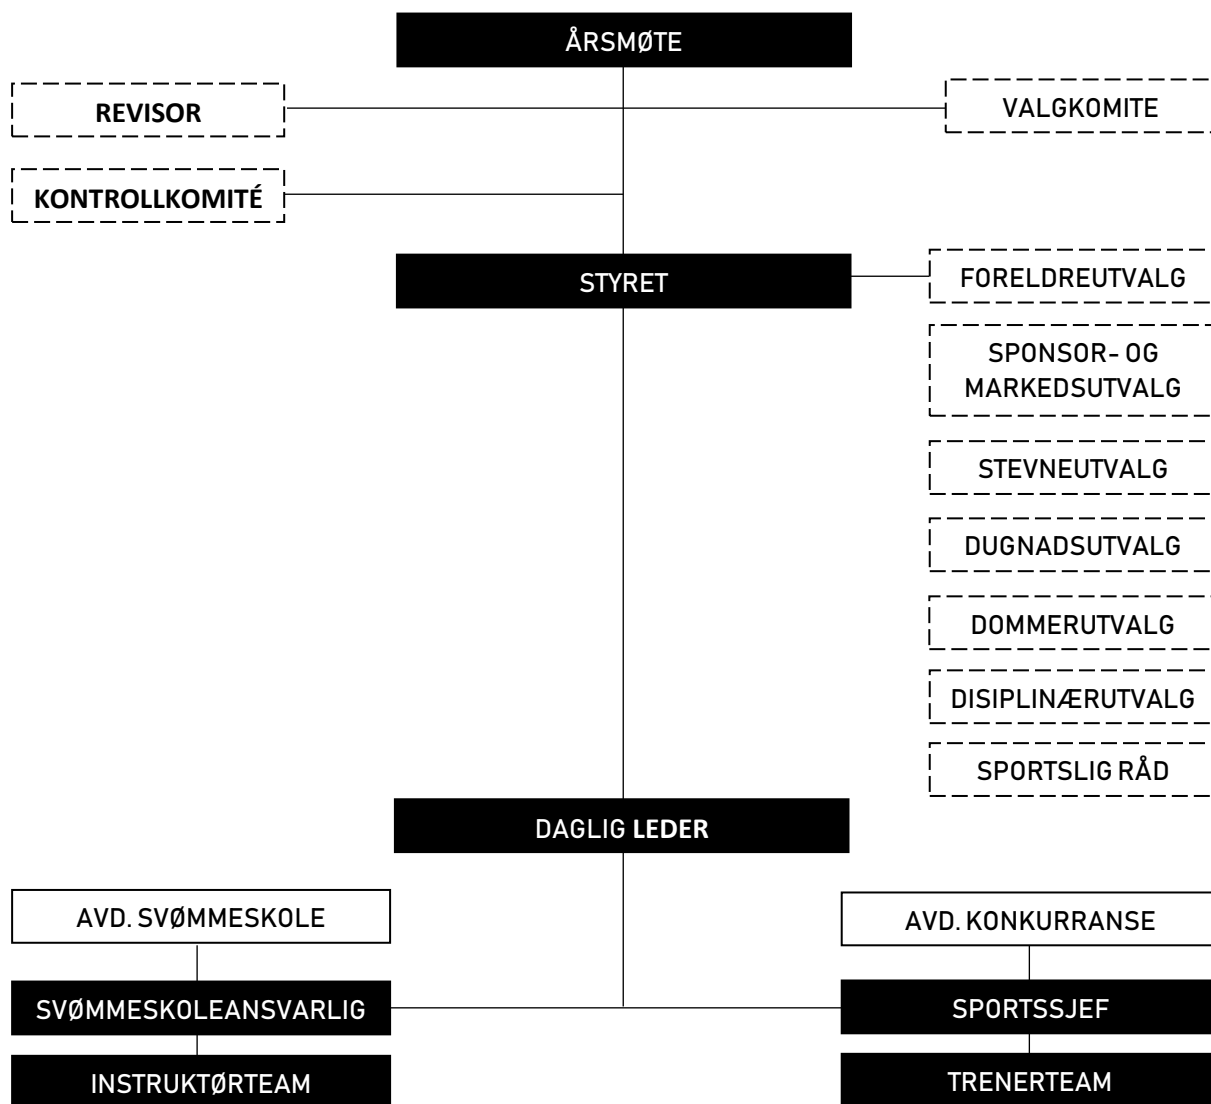 ÅRSMØTE
REVISOR
VALGKOMITE
KONTROLLKOMITÉ
STYRET
FORELDREUTVALG
SPONSOR- OG
MARKEDSUTVALG
STEVNEUTVALG
DUGNADSUTVALG
DOMMERUTVALG
DISIPLINÆRUTVALG
SPORTSLIG RÅD
DAGLIG LEDER
AVD. SVØMMESKOLE
AVD. KONKURRANSE
SVØMMESKOLEANSVARLIG
SPORTSSJEF
INSTRUKTØRTEAM
TRENERTEAM